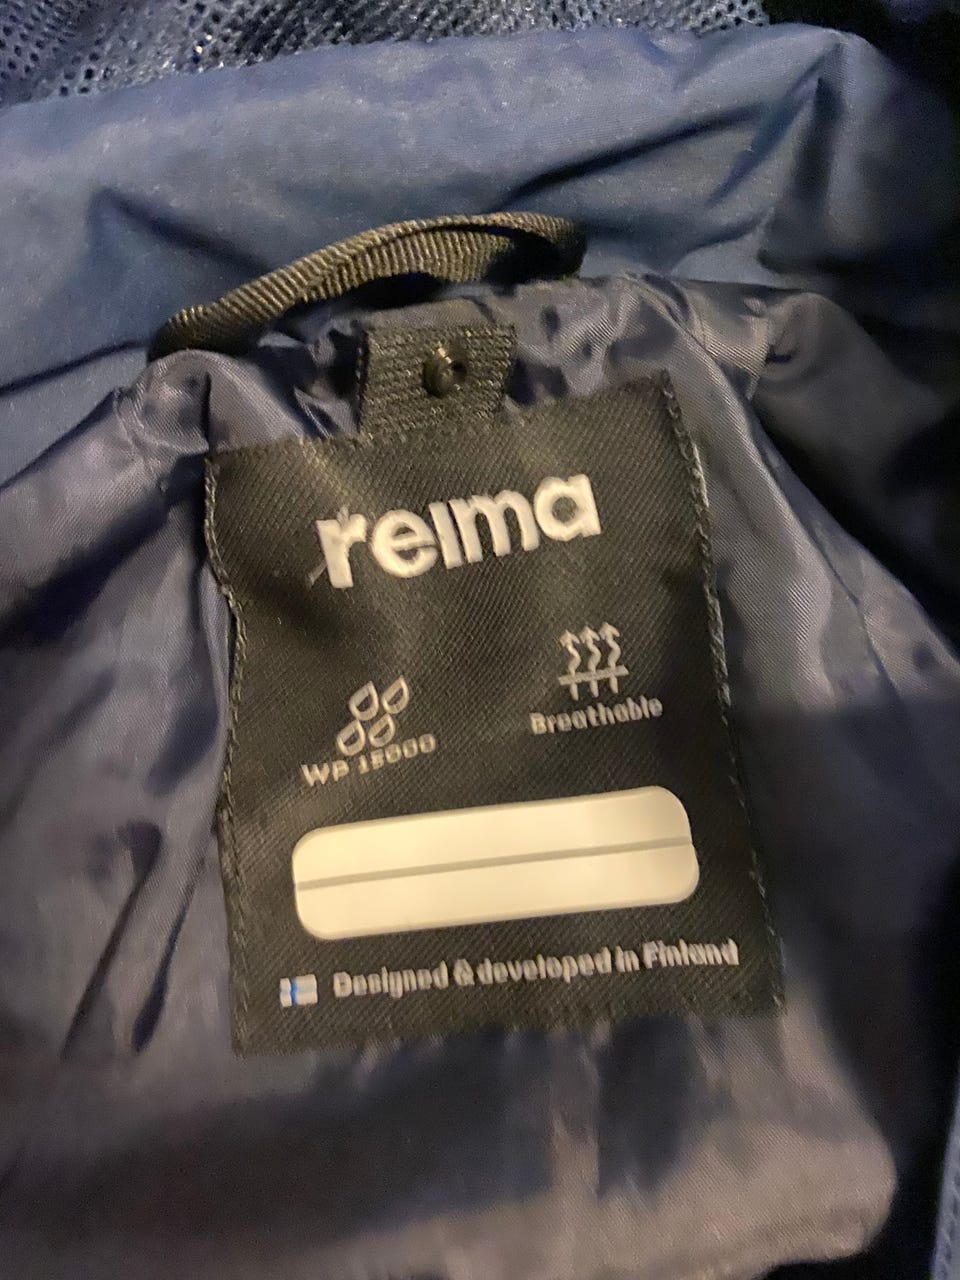 reima
Breathable
WP 15000
Designed & developed in Finland